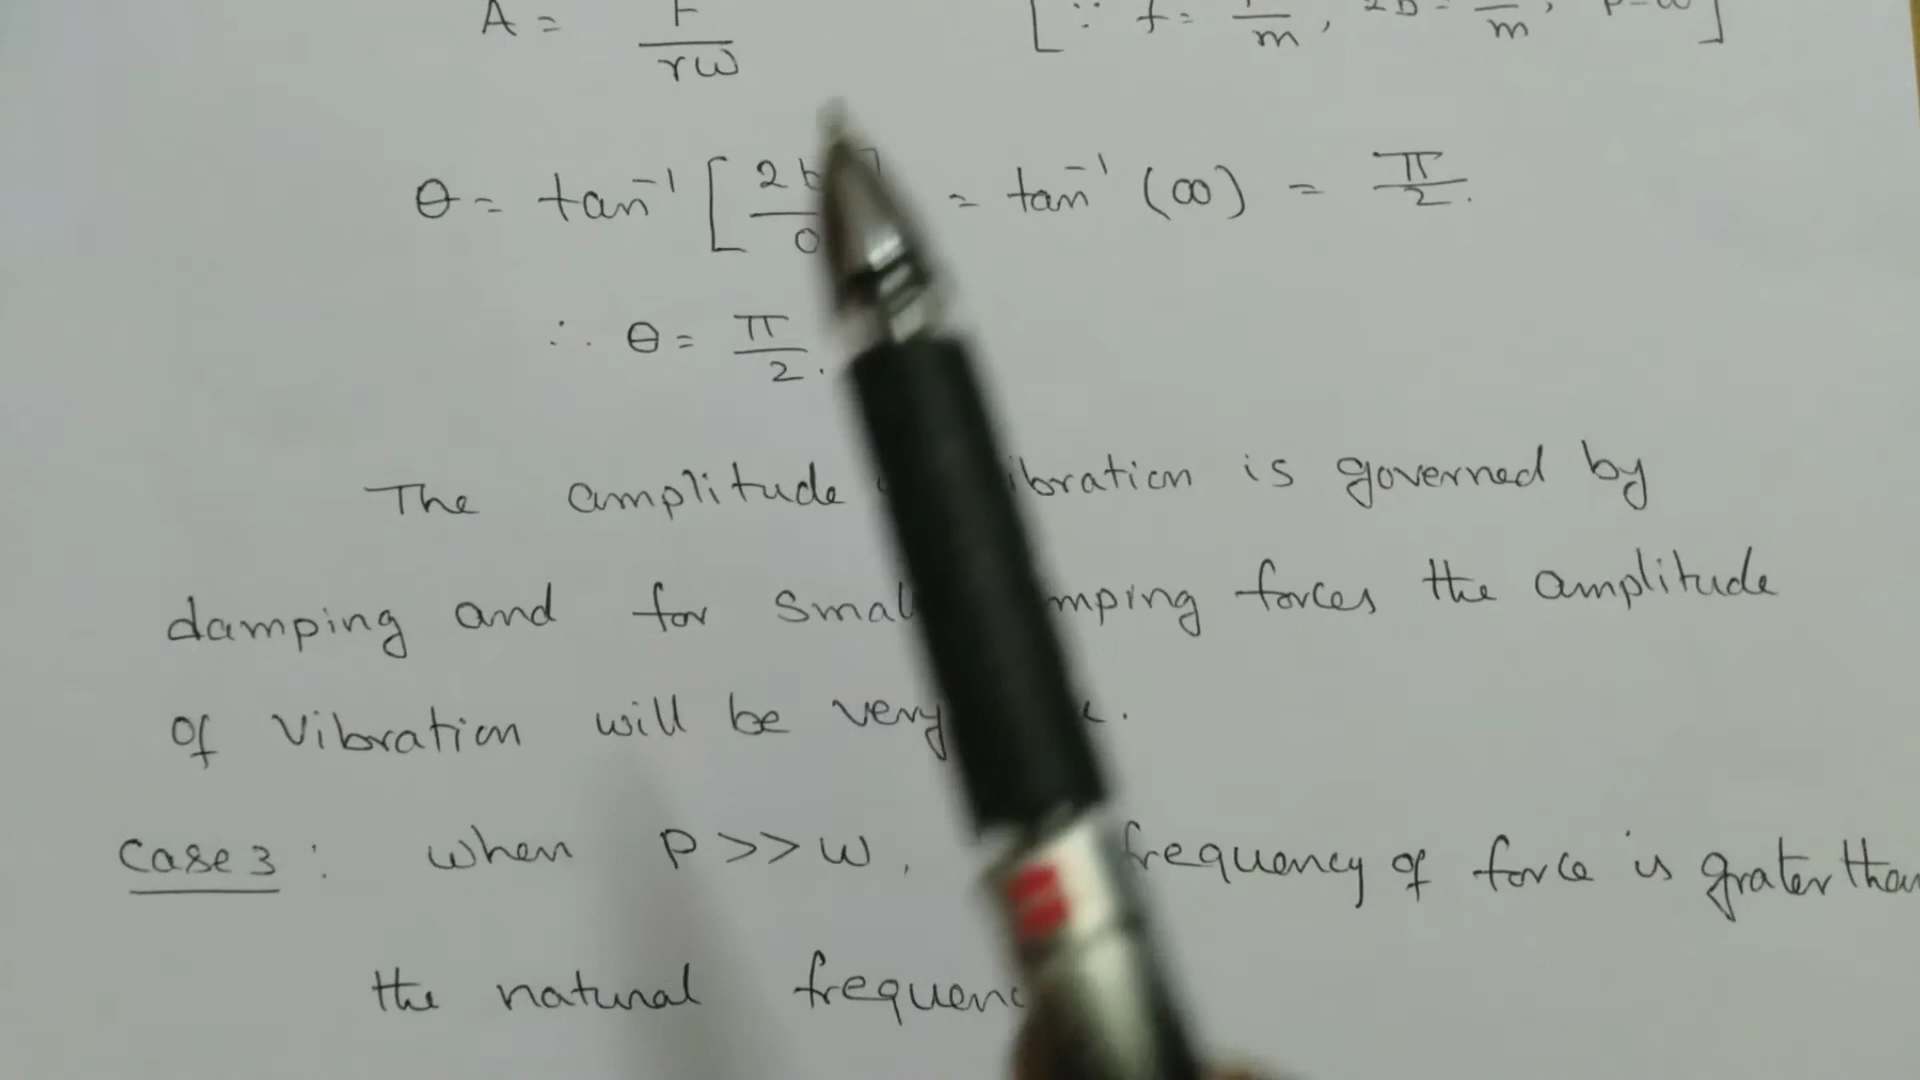 A = F/rω [∵ f = /m, 2b = /m, p=ω]
θ = tan⁻¹ [2b/0] = tan⁻¹ (∞) = π/2.
∴ θ = π/2.
The amplitude ibration is governed by
damping and for Smal mping forces the amplitude
of vibration will be very
Case 3: when P>>ω, frequency of force is grater than
the natural frequenc